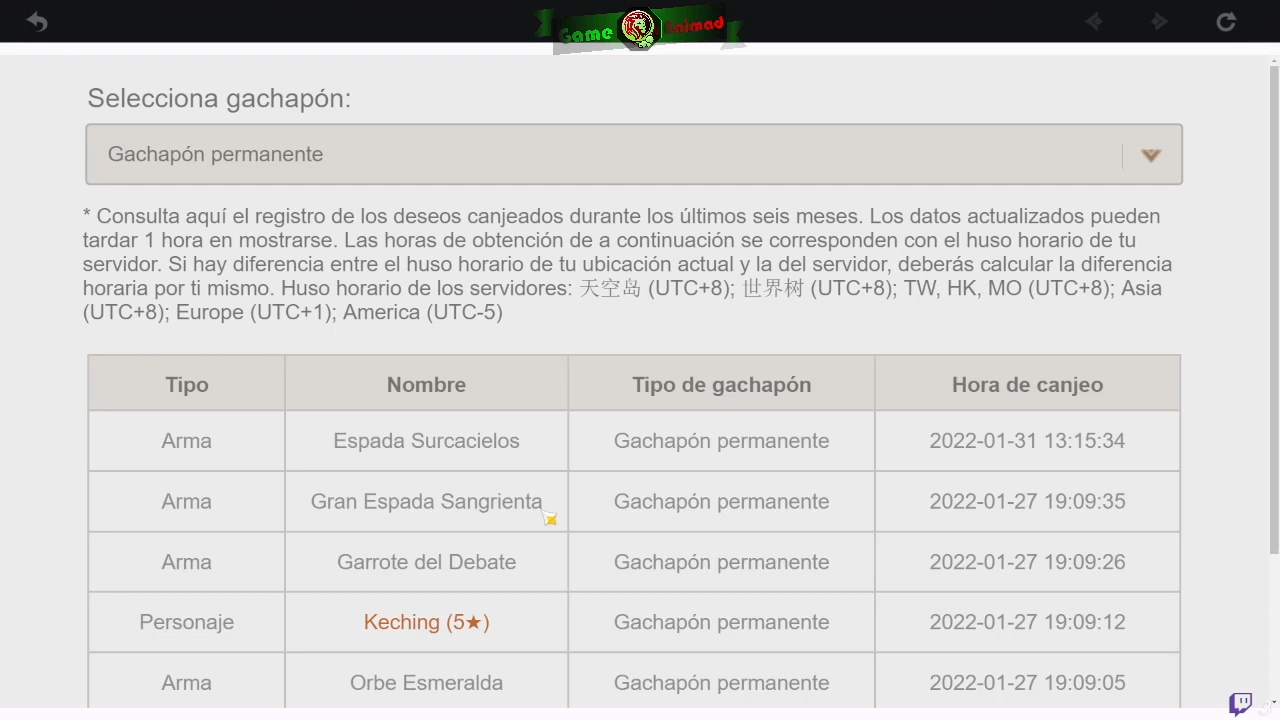 Game Animad
Selecciona gachapón:
Gachapón permanente
* Consulta aquí el registro de los deseos canjeados durante los últimos seis meses. Los datos actualizados pueden
tardar 1 hora en mostrarse. Las horas de obtención de a continuación se corresponden con el huso horario de tu
servidor. Si hay diferencia entre el huso horario de tu ubicación actual y la del servidor, deberás calcular la diferencia
horaria por ti mismo. Huso horario de los servidores: 天空岛 (UTC+8); 世界树 (UTC+8); TW, HK, MO (UTC+8); Asia
(UTC+8); Europe (UTC+1); America (UTC-5)
Tipo Nombre Tipo de gachapón Hora de canjeo
Arma Espada Surcacielos Gachapón permanente 2022-01-31 13:15:34
Arma Gran Espada Sangrienta Gachapón permanente 2022-01-27 19:09:35
Arma Garrote del Debate Gachapón permanente 2022-01-27 19:09:26
Personaje Keching (5★) Gachapón permanente 2022-01-27 19:09:12
Arma Orbe Esmeralda Gachapón permanente 2022-01-27 19:09:05